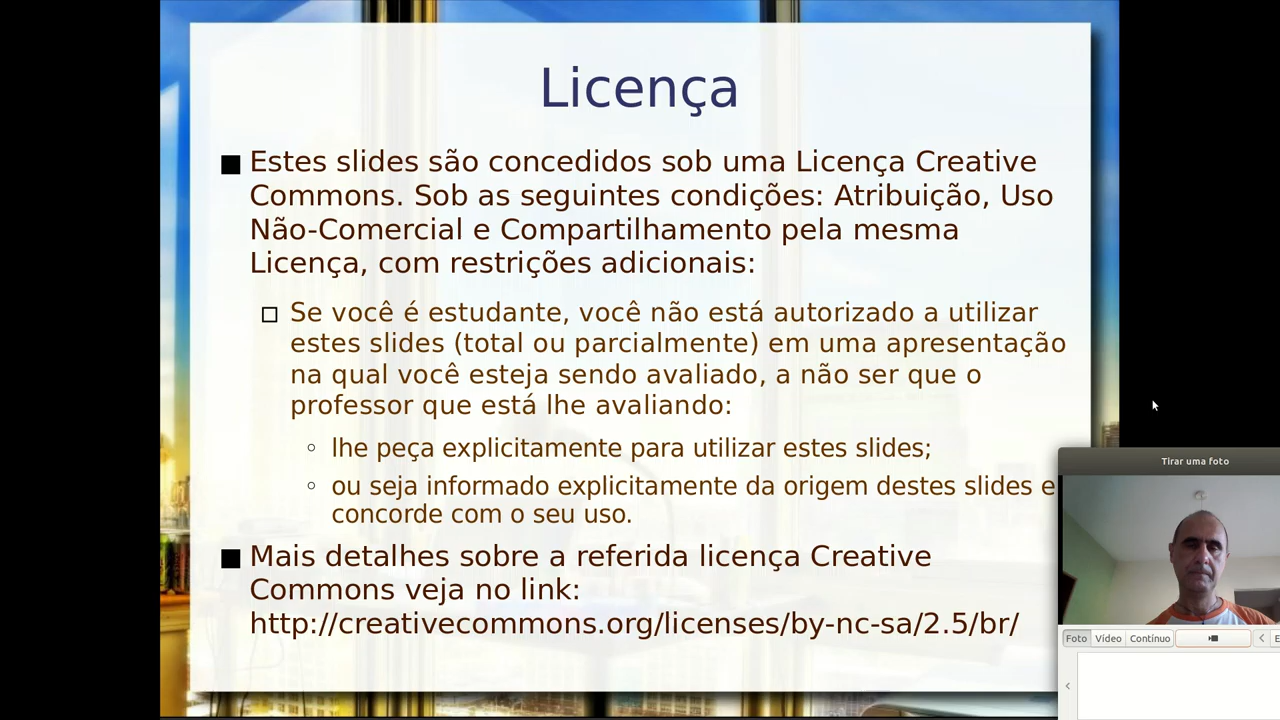 Licença
Estes slides são concedidos sob uma Licença Creative
Commons. Sob as seguintes condições: Atribuição, Uso
Não-Comercial e Compartilhamento pela mesma
Licença, com restrições adicionais:
Se você é estudante, você não está autorizado a utilizar
estes slides (total ou parcialmente) em uma apresentação
na qual você esteja sendo avaliado, a não ser que o
professor que está lhe avaliando:
lhe peça explicitamente para utilizar estes slides;
ou seja informado explicitamente da origem destes slides e
concorde com o seu uso.
Mais detalhes sobre a referida licença Creative
Commons veja no link:
http://creativecommons.org/licenses/by-nc-sa/2.5/br/
Tirar uma foto
Foto Vídeo Contínuo